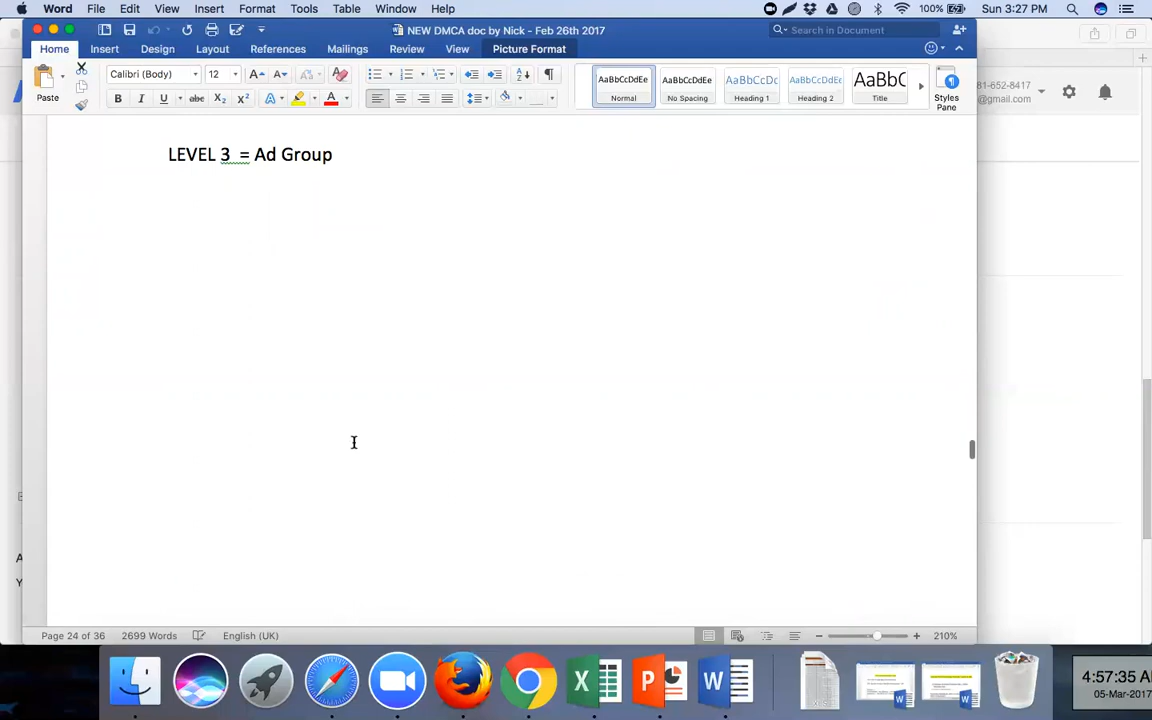 Word File Edit View Insert Format Tools Table Window Help 100% Sun 3:27 PM
NEW DMCA doc by Nick - Feb 26th 2017 Search in Document
Home Insert Design Layout References Mailings Review View Picture Format
Calibri (Body) 12 AaBbCcDdEe AaBbCcDdEe AaBbCcDc AaBbCcDdEe AaBbC
Paste Normal No Spacing Heading 1 Heading 2 Title Styles
Pane
81-652-8417
@gmail.com
LEVEL 3 = Ad Group
Page 24 of 36 2699 Words English (UK) 210%
4:57:35
05-Mar-2017